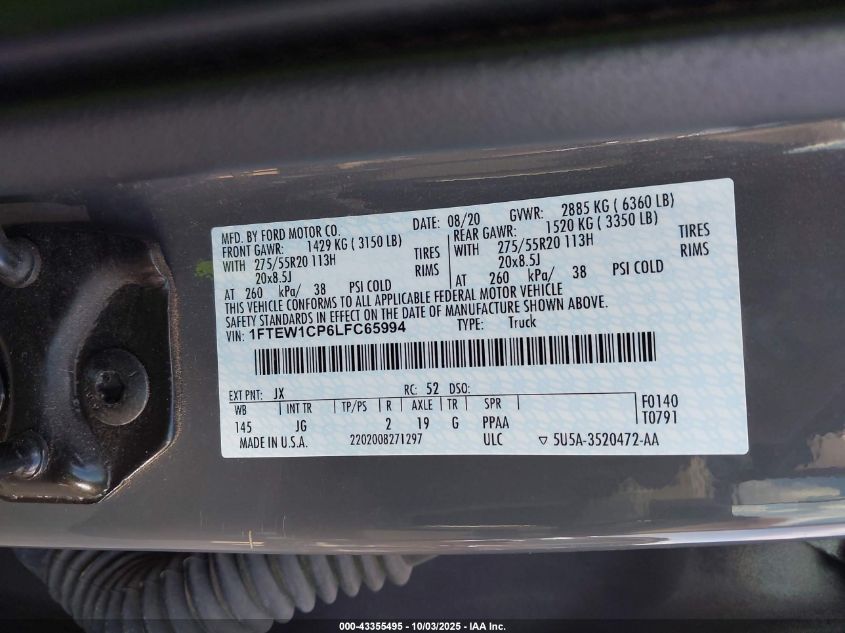 MFD. BY FORD MOTOR CO. DATE: 08/20 GVWR: 2885 KG ( 6360 LB)
FRONT GAWR: 1429 KG ( 3150 LB) REAR GAWR: 1520 KG ( 3350 LB)
WITH 275/55R20 113H TIRES WITH 275/55R20 113H TIRES
20x8.5J RIMS 20x8.5J RIMS
AT 260 kPa/ 38 PSI COLD AT 260 kPa/ 38 PSI COLD
THIS VEHICLE CONFORMS TO ALL APPLICABLE FEDERAL MOTOR VEHICLE
SAFETY STANDARDS IN EFFECT ON THE DATE OF MANUFACTURE SHOWN ABOVE.
VIN: 1FTEW1CP6LFC65994 TYPE: Truck
EXT PNT: JX RC: 52 DSO:
WB INT TR TP/PS R AXLE TR SPR F0140
145 JG 2 19 G PPAA T0791
MADE IN U.S.A. 2202008271297 ULC ▽ 5U5A-3520472-AA
000-43355495 - 10/03/2025 - IAA Inc.